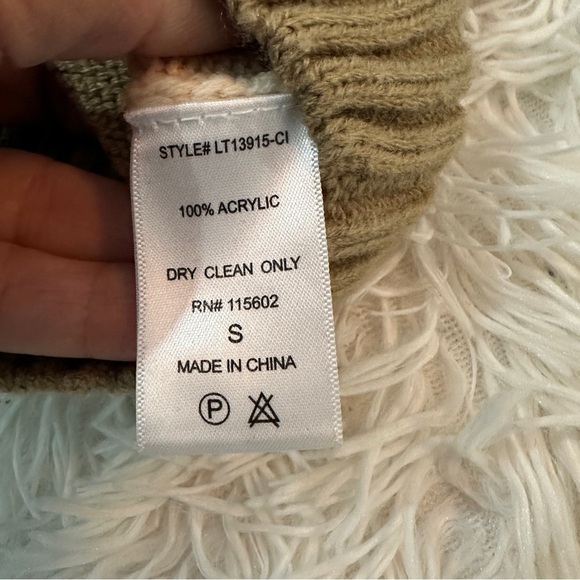 STYLE# LT13915-CI
100% ACRYLIC
DRY CLEAN ONLY
RN# 115602
S
MADE IN CHINA
P